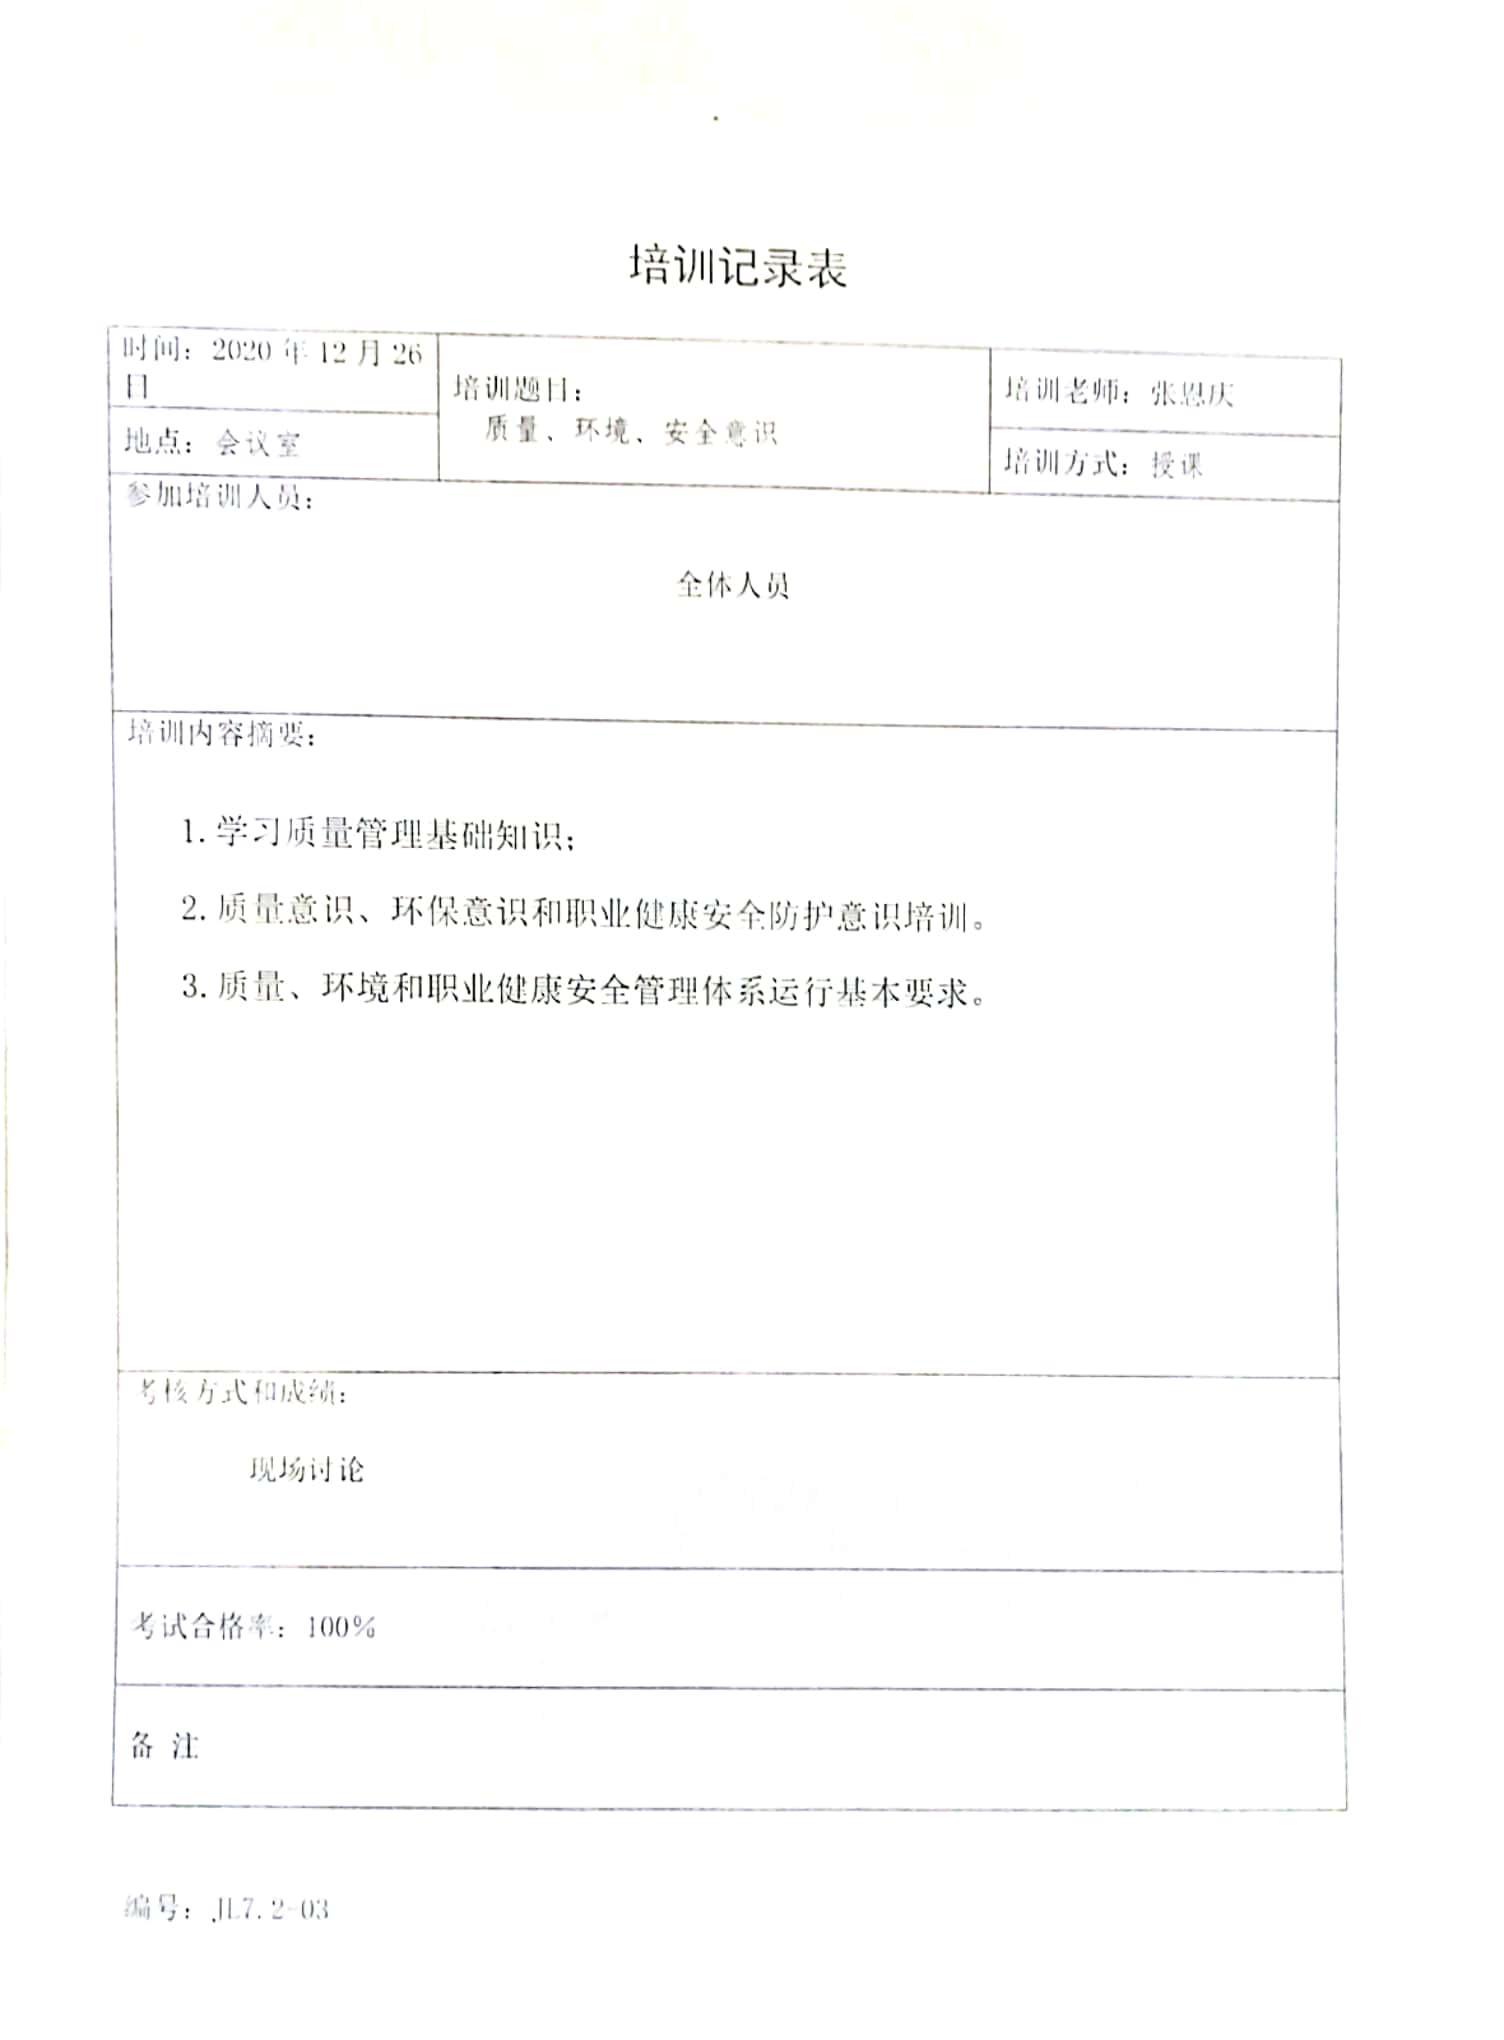 培训记录表
时间：2020 年 12 月 26
日
地点：会议室
培训题目：
质量、环境、安全意识
培训老师：张恩庆
培训方式：授课
参加培训人员：
全体人员
培训内容摘要：
1. 学习质量管理基础知识；
2. 质量意识、环保意识和职业健康安全防护意识培训。
3. 质量、环境和职业健康安全管理体系运行基本要求。
考核方式和成绩：
现场讨论
考试合格率：100%
备 注
编号：JL7.2-03